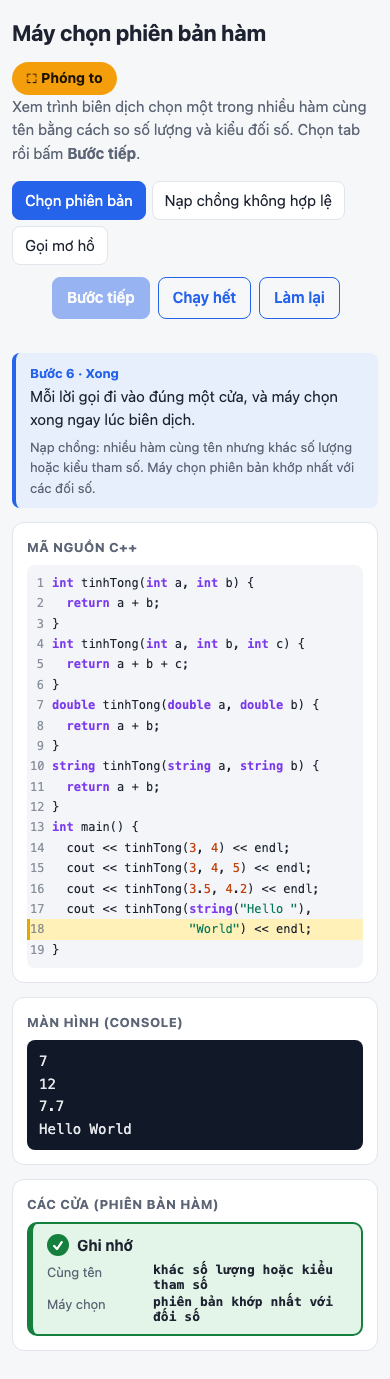 Máy chọn phiên bản hàm
⛶ Phóng to
Xem trình biên dịch chọn một trong nhiều hàm cùng
tên bằng cách so số lượng và kiểu đối số. Chọn tab
rồi bấm Bước tiếp.
Chọn phiên bản
Nạp chồng không hợp lệ
Gọi mơ hồ
Bước tiếp
Chạy hết
Làm lại
Bước 6 · Xong
Mỗi lời gọi đi vào đúng một cửa, và máy chọn
xong ngay lúc biên dịch.
Nạp chồng: nhiều hàm cùng tên nhưng khác số lượng
hoặc kiểu tham số. Máy chọn phiên bản khớp nhất với
các đối số.
MÃ NGUỒN C++
1 int tinhTong(int a, int b) {
2   return a + b;
3 }
4 int tinhTong(int a, int b, int c) {
5   return a + b + c;
6 }
7 double tinhTong(double a, double b) {
8   return a + b;
9 }
10 string tinhTong(string a, string b) {
11   return a + b;
12 }
13 int main() {
14   cout << tinhTong(3, 4) << endl;
15   cout << tinhTong(3, 4, 5) << endl;
16   cout << tinhTong(3.5, 4.2) << endl;
17   cout << tinhTong(string("Hello "),
18                    "World") << endl;
19 }
MÀN HÌNH (CONSOLE)
7
12
7.7
Hello World
CÁC CỬA (PHIÊN BẢN HÀM)
Ghi nhớ
Cùng tên
khác số lượng hoặc kiểu
tham số
Máy chọn
phiên bản khớp nhất với
đối số